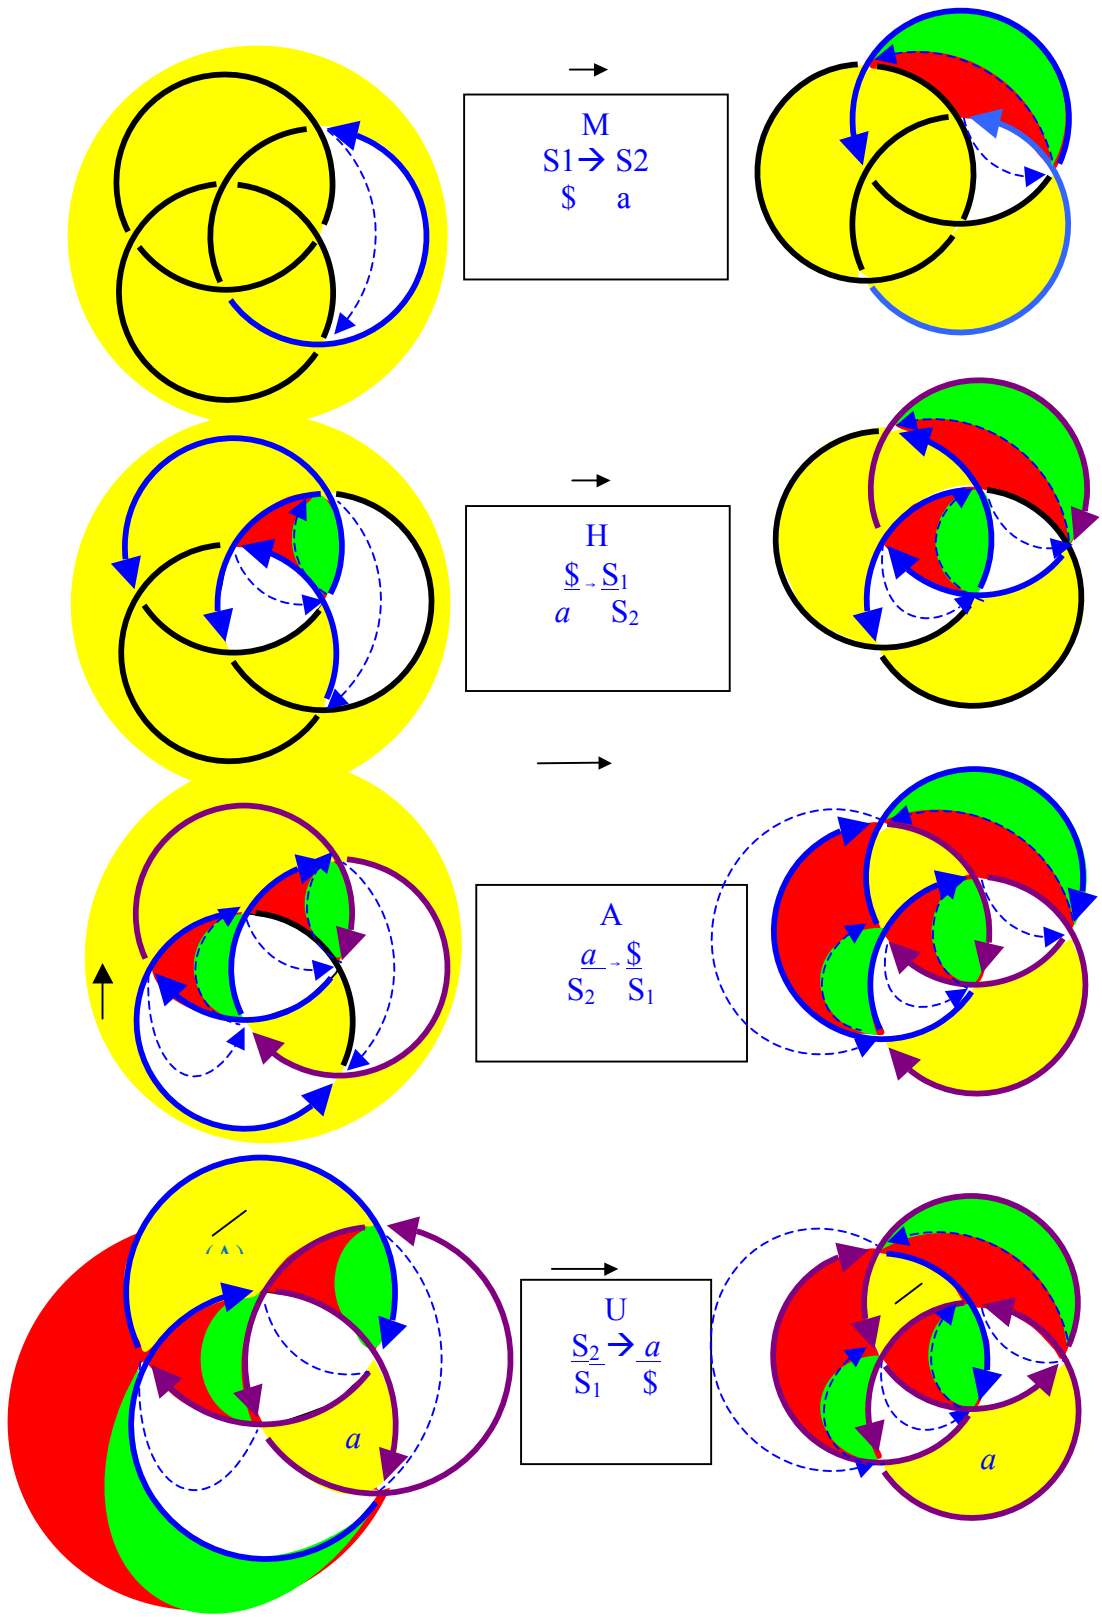 M
S1→ S2
$ a
H
$ → S1
a S2
A
a → $
S2 S1
(A)
U
S2 → a
S1 $
a
a